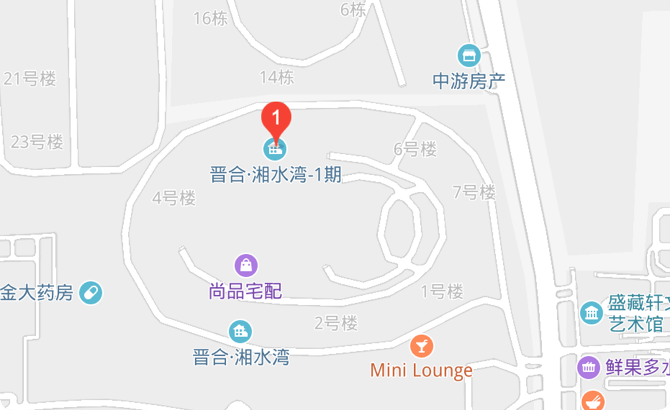 16栋
6栋
14栋
中游房产
21号楼
1
23号楼
6号楼
晋合·湘水湾-1期
7号楼
4号楼
尚品宅配
金大药房
1号楼
盛藏轩文
艺术馆
2号楼
晋合·湘水湾
Mini Lounge
鲜果多水